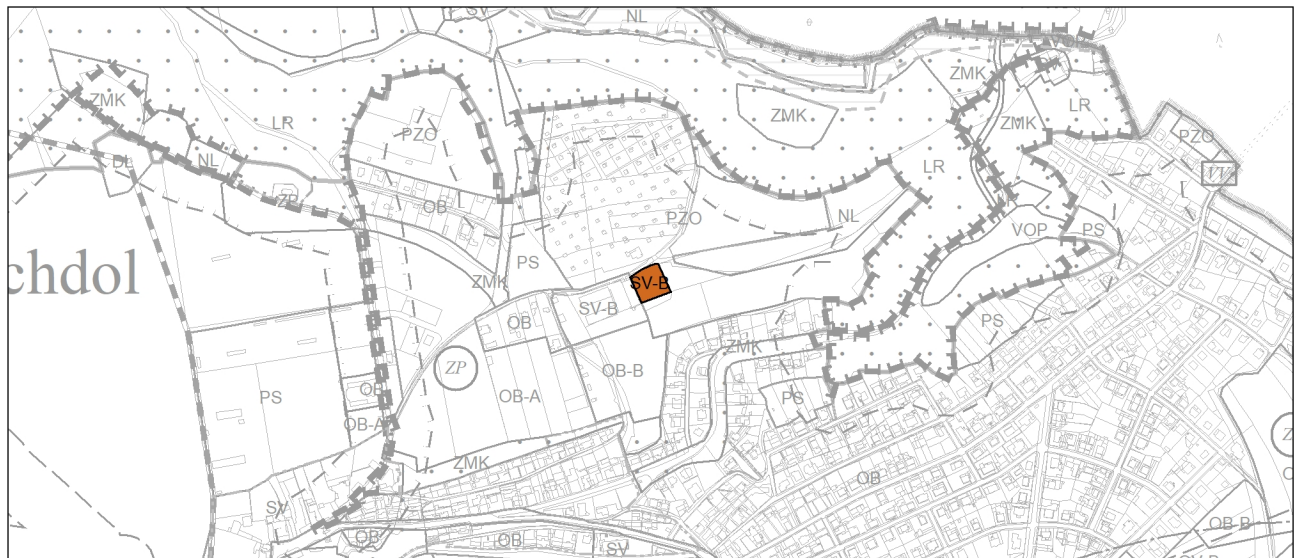 SV
NL
ZMK
LR
ZMK
PZO
ZMK
ZMK
LR
PZO
DL
NL
ZP
OB
PZO
NL
LR
TT
VOP
PS
chdol
ZMK
PS
SV-B
SV-B
OB
PS
ZMK
ZP
OB-B
PS
OB
OB-A
PS
OB-A
ZMK
OB
SV
OB
OB
SV
OB-B